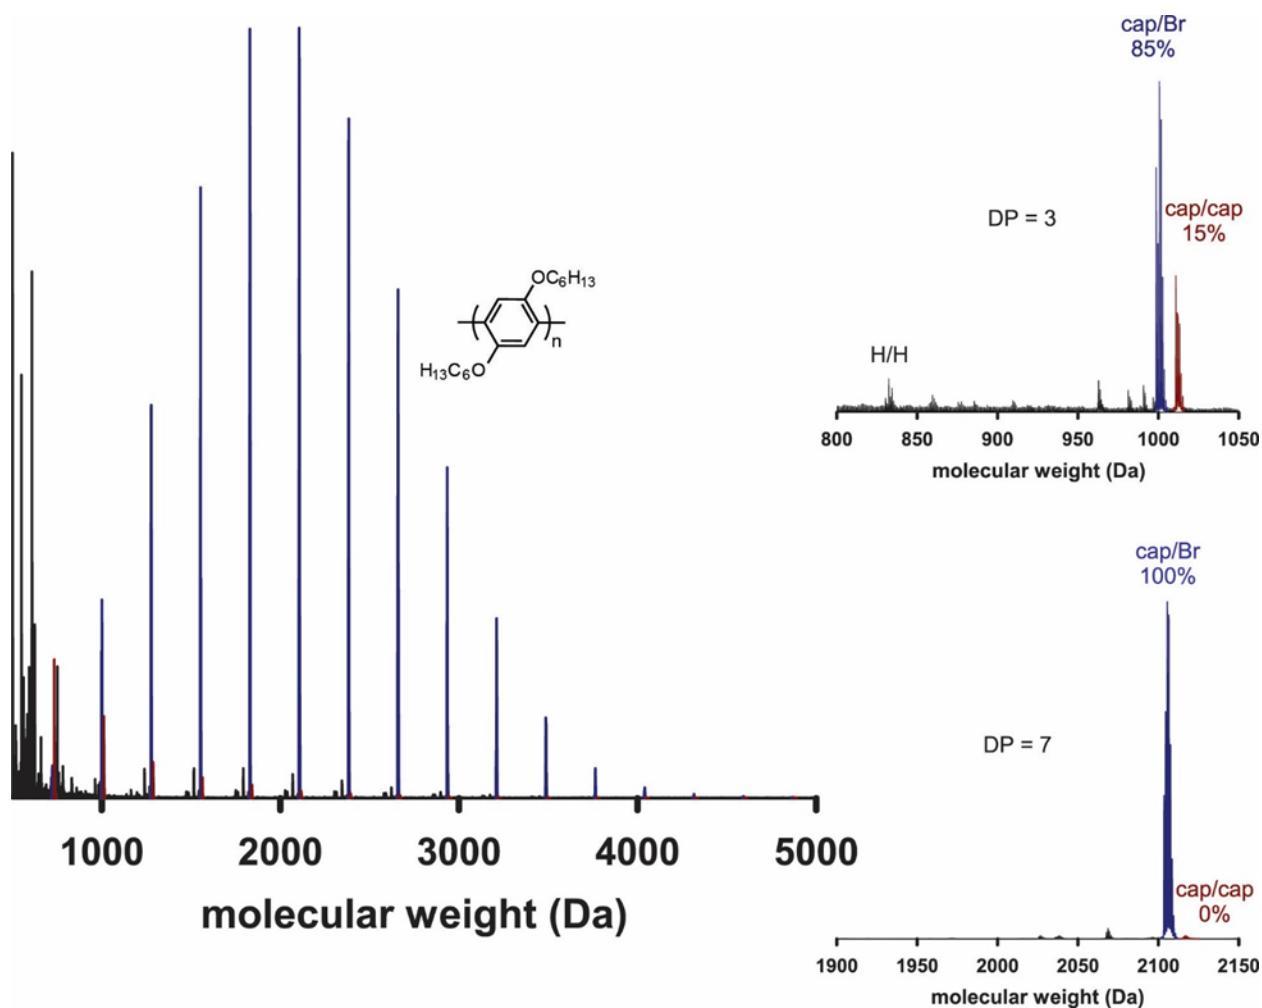 OC6H13
n
H13C6O
1000 2000 3000 4000 5000
molecular weight (Da)
cap/Br
85%
cap/cap
15%
DP = 3
H/H
800 850 900 950 1000 1050
molecular weight (Da)
cap/Br
100%
DP = 7
cap/cap
0%
1900 1950 2000 2050 2100 2150
molecular weight (Da)